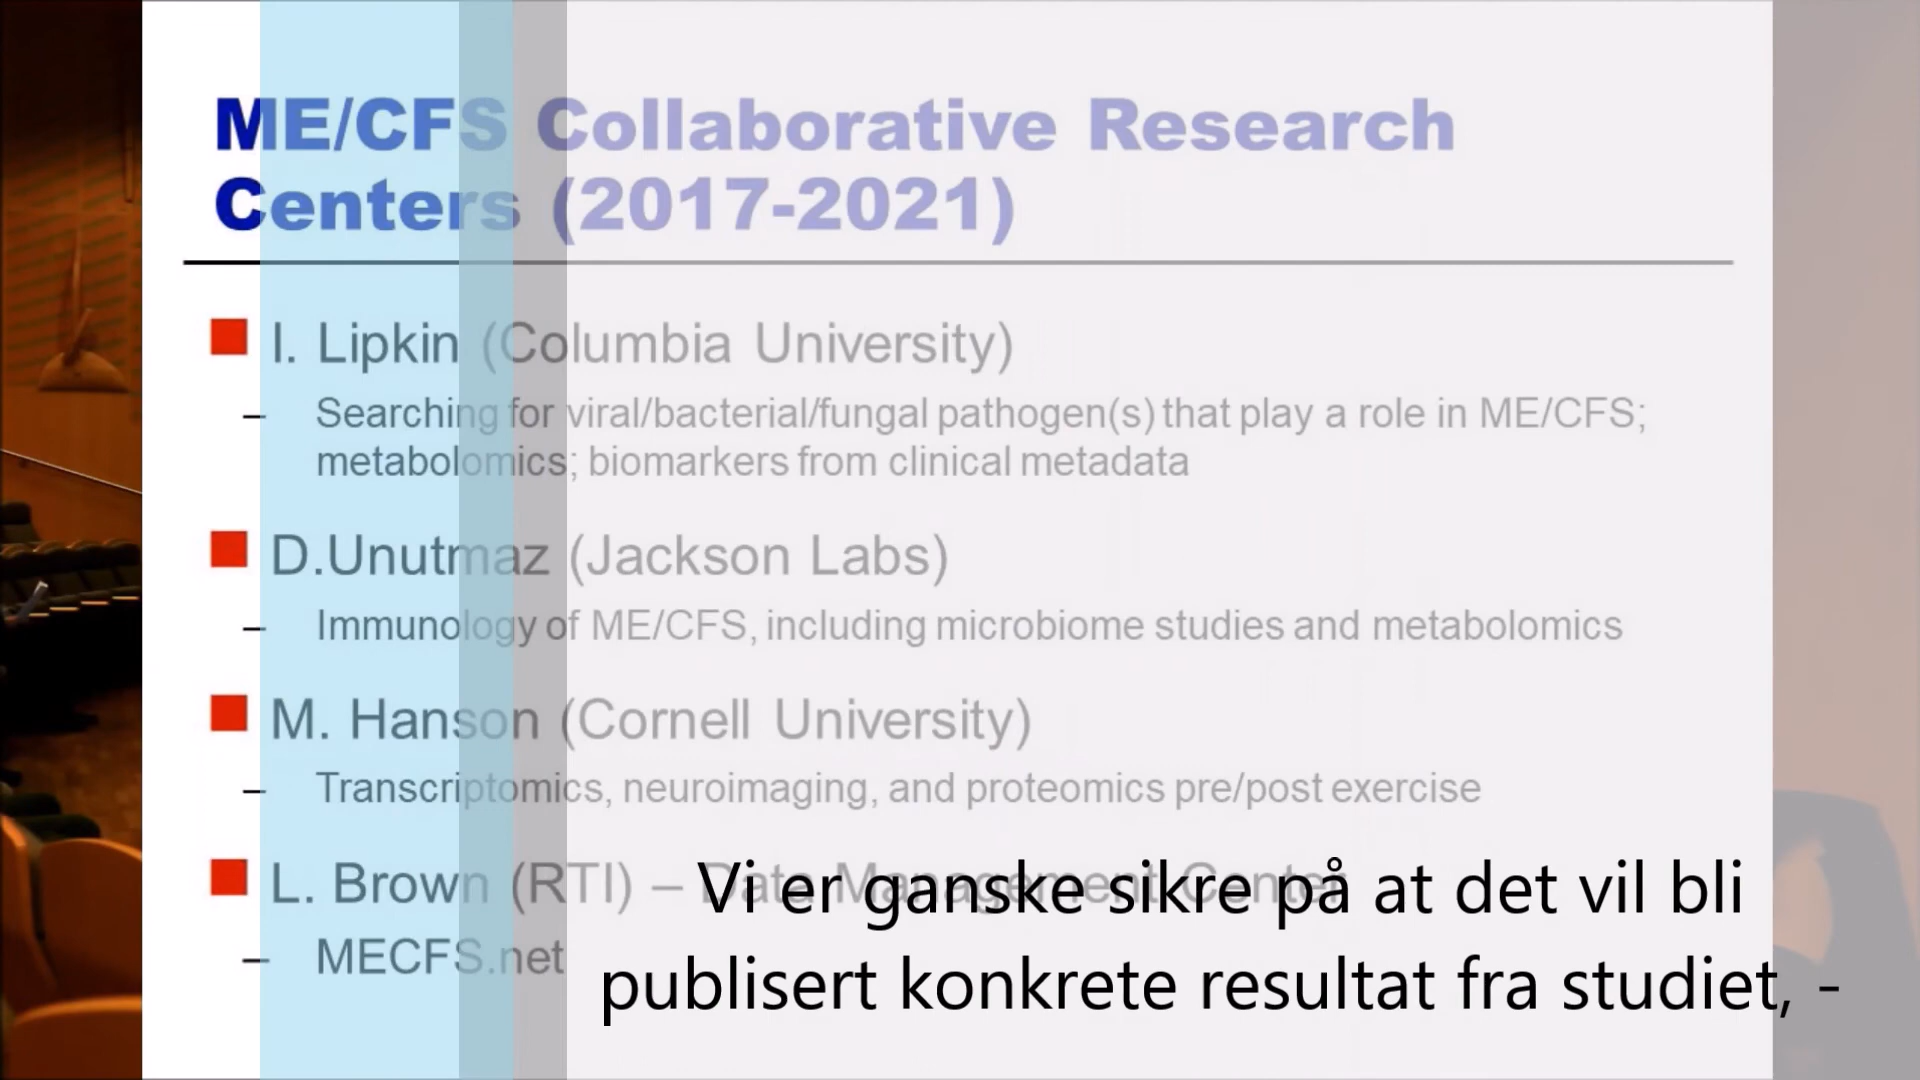 ME/CFS Collaborative Research
Centers (2017-2021)
I. Lipkin (Columbia University)
– Searching for viral/bacterial/fungal pathogen(s) that play a role in ME/CFS;
metabolomics; biomarkers from clinical metadata
D.Unutmaz (Jackson Labs)
– Immunology of ME/CFS, including microbiome studies and metabolomics
M. Hanson (Cornell University)
– Transcriptomics, neuroimaging, and proteomics pre/post exercise
L. Brown (RTI) – Data Management Center
– MECFS.net
Vi er ganske sikre på at det vil bli
publisert konkrete resultat fra studiet, -